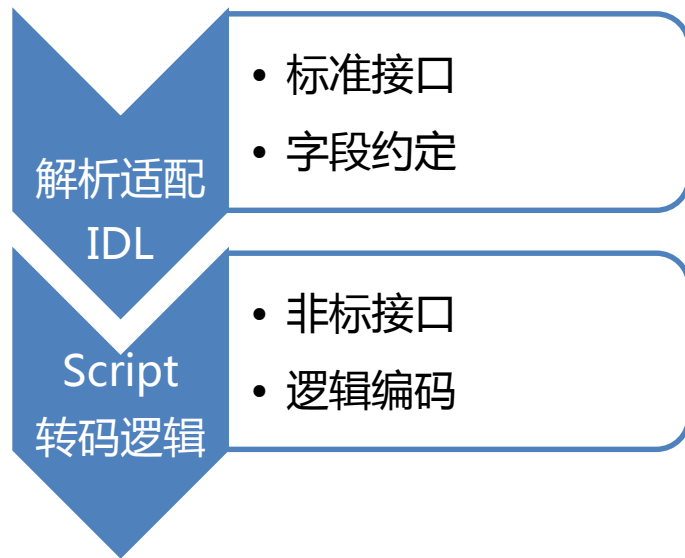 解析适配
IDL
• 标准接口
• 字段约定
Script
转码逻辑
• 非标接口
• 逻辑编码